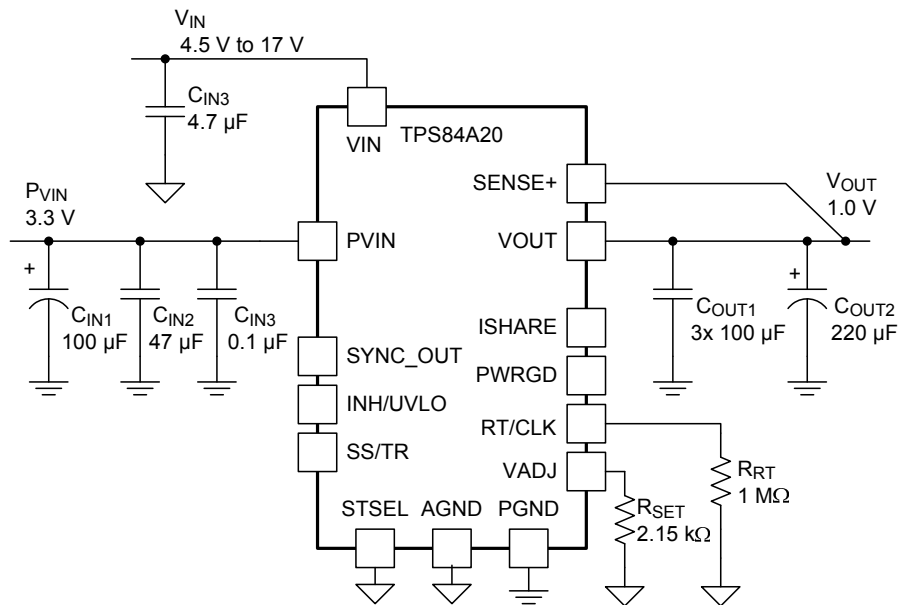 VIN
4.5 V to 17 V
CIN3
4.7 µF
VIN
TPS84A20
PVIN
3.3 V
PVIN
SENSE+
VOUT
VOUT
1.0 V
+
CIN1
100 µF
CIN2
47 µF
CIN3
0.1 µF
+
COUT1
3x 100 µF
COUT2
220 µF
SYNC_OUT
INH/UVLO
SS/TR
ISHARE
PWRGD
RT/CLK
VADJ
STSEL
AGND
PGND
RSET
2.15 kΩ
RRT
1 MΩ